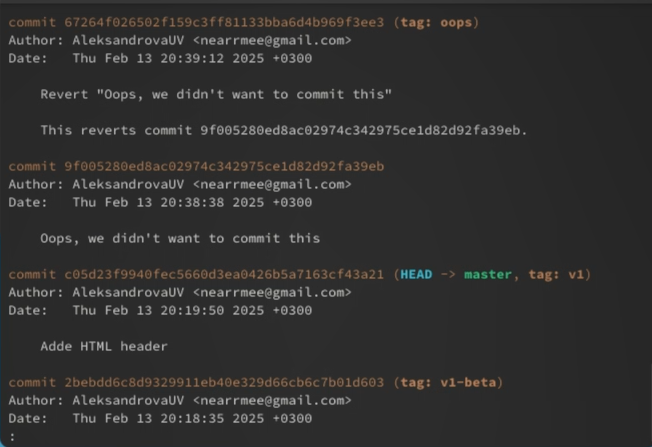 commit 67264f026502f159c3ff81133bba6d4b969f3ee3 (tag: oops)
Author: AleksandrovaUV <nearrmee@gmail.com>
Date:   Thu Feb 13 20:39:12 2025 +0300
Revert "Oops, we didn't want to commit this"
This reverts commit 9f005280ed8ac02974c342975ce1d82d92fa39eb.
commit 9f005280ed8ac02974c342975ce1d82d92fa39eb
Author: AleksandrovaUV <nearrmee@gmail.com>
Date:   Thu Feb 13 20:38:38 2025 +0300
Oops, we didn't want to commit this
commit c05d23f9940fec5660d3ea0426b5a7163cf43a21 (HEAD -> master, tag: v1)
Author: AleksandrovaUV <nearrmee@gmail.com>
Date:   Thu Feb 13 20:19:50 2025 +0300
Adde HTML header
commit 2bebdd6c8d9329911eb40e329d66cb6c7b01d603 (tag: v1-beta)
Author: AleksandrovaUV <nearrmee@gmail.com>
Date:   Thu Feb 13 20:18:35 2025 +0300
: